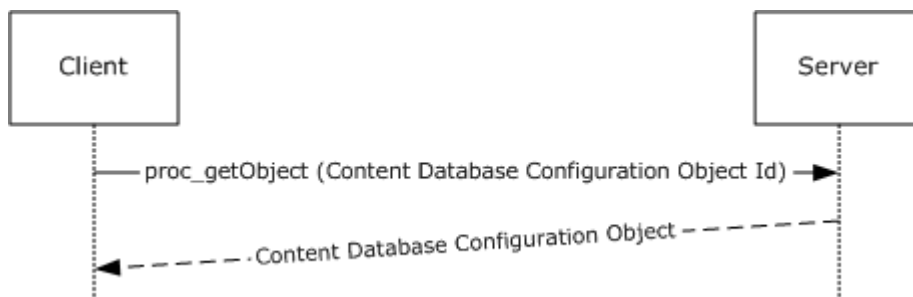 Client
Server
proc_getObject (Content Database Configuration Object Id)
Content Database Configuration Object